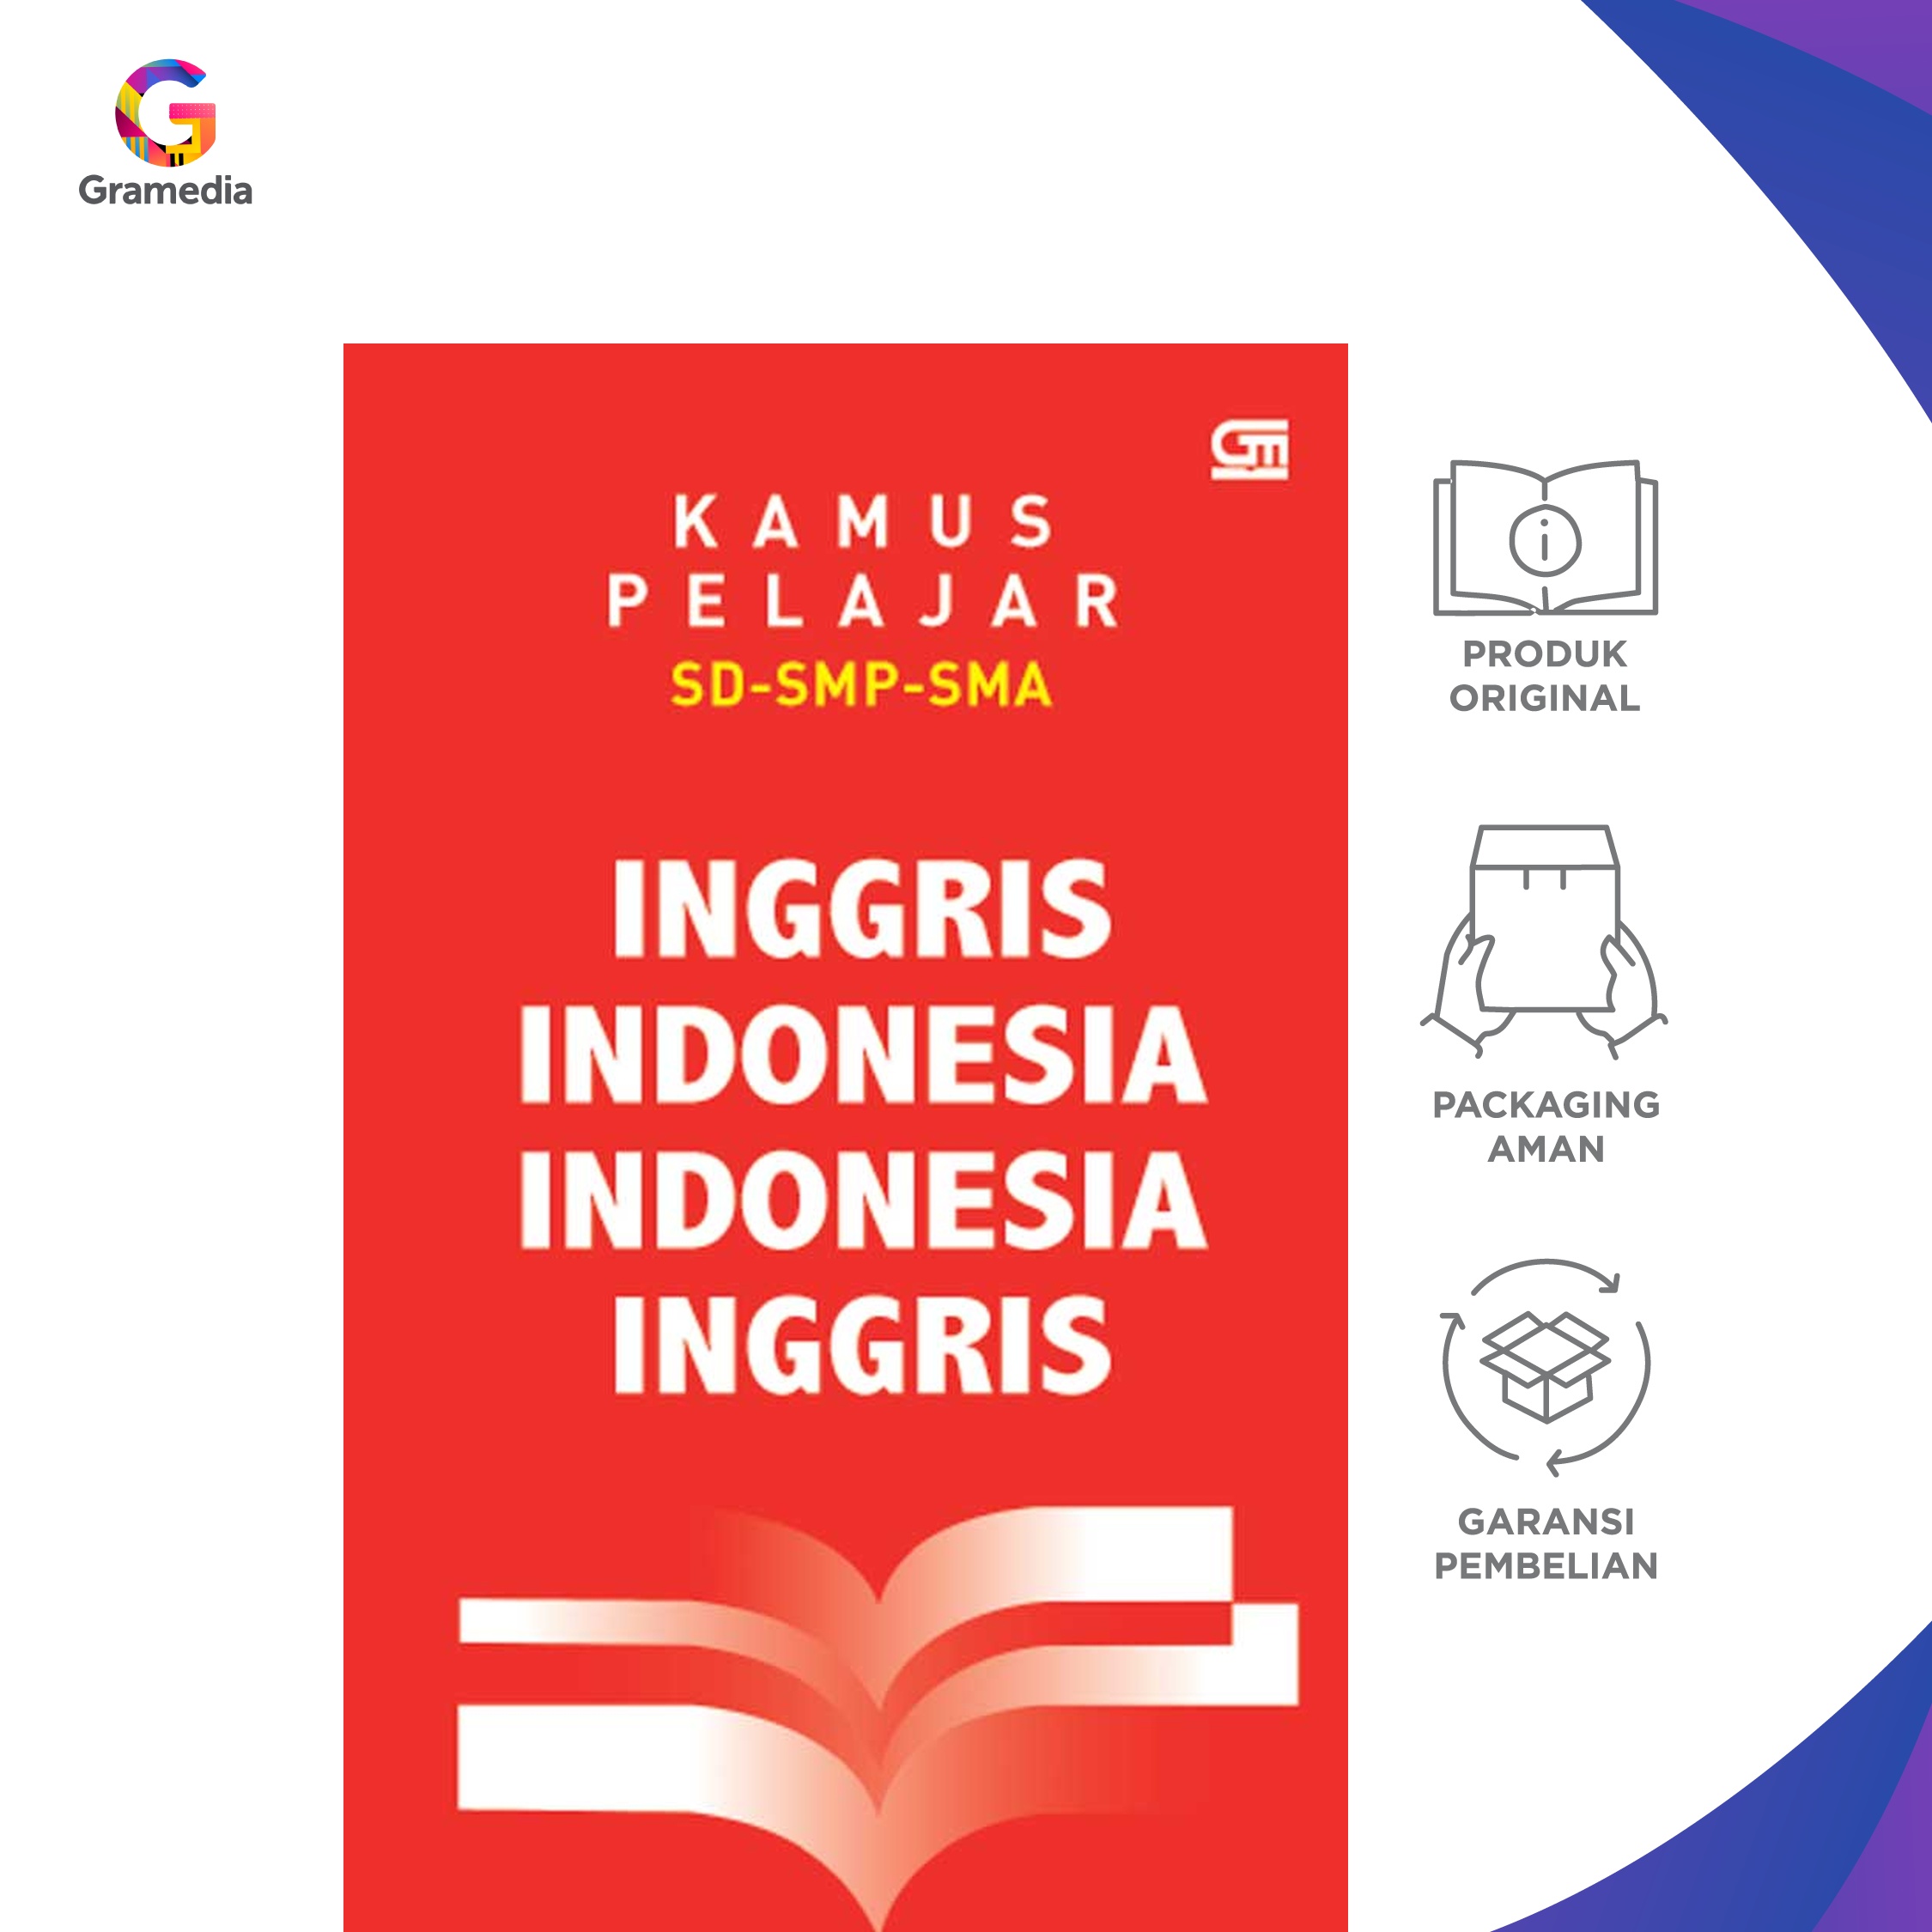 Gramedia
KAMUS
PELAJAR
SD-SMP-SMA
INGGRIS
INDONESIA
INDONESIA
INGGRIS
PRODUK
ORIGINAL
PACKAGING
AMAN
GARANSI
PEMBELIAN